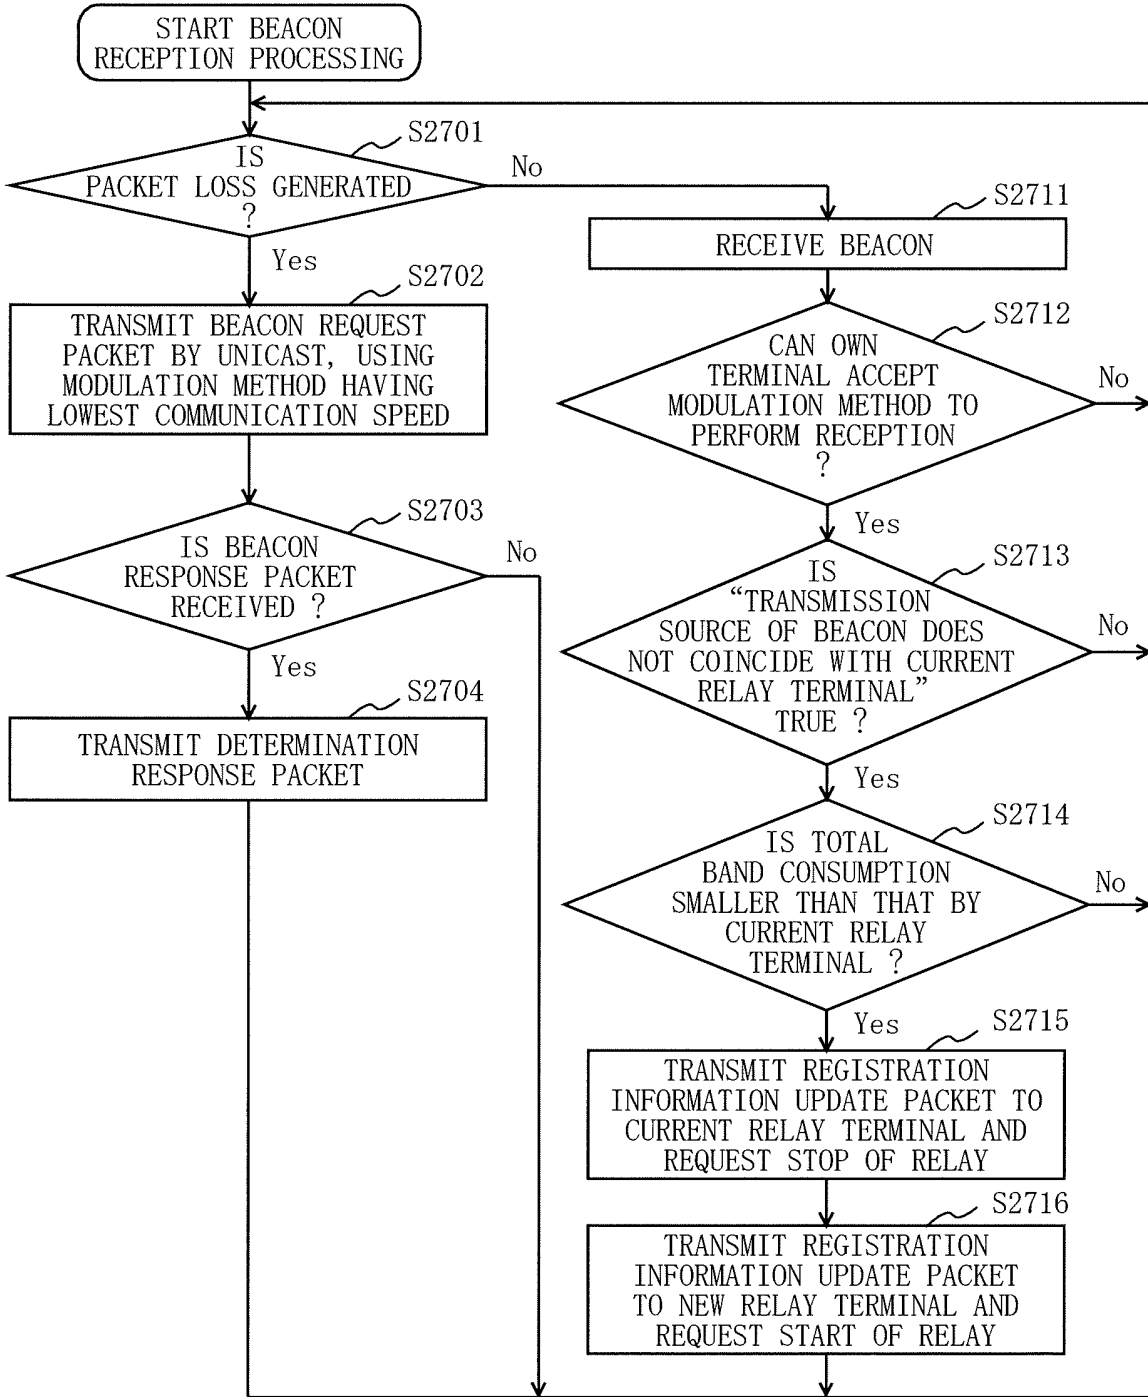 START BEACON
RECEPTION PROCESSING
S2701
IS
PACKET LOSS GENERATED
?
No
Yes
S2702
TRANSMIT BEACON REQUEST
PACKET BY UNICAST, USING
MODULATION METHOD HAVING
LOWEST COMMUNICATION SPEED
S2703
IS BEACON
RESPONSE PACKET
RECEIVED ?
No
Yes
S2704
TRANSMIT DETERMINATION
RESPONSE PACKET
S2711
RECEIVE BEACON
S2712
CAN OWN
TERMINAL ACCEPT
MODULATION METHOD TO
PERFORM RECEPTION
?
No
Yes
S2713
IS
“TRANSMISSION
SOURCE OF BEACON DOES
NOT COINCIDE WITH CURRENT
RELAY TERMINAL”
TRUE ?
No
Yes
S2714
IS TOTAL
BAND CONSUMPTION
SMALLER THAN THAT BY
CURRENT RELAY
TERMINAL ?
No
Yes
S2715
TRANSMIT REGISTRATION
INFORMATION UPDATE PACKET TO
CURRENT RELAY TERMINAL AND
REQUEST STOP OF RELAY
S2716
TRANSMIT REGISTRATION
INFORMATION UPDATE PACKET
TO NEW RELAY TERMINAL AND
REQUEST START OF RELAY